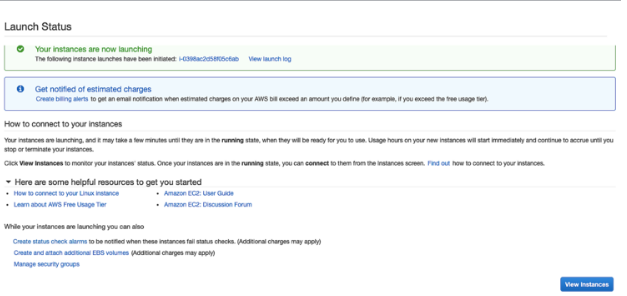 Launch Status
Your instances are now launching
The following instance launches have been initiated: i-0398ac2d58f05c6ab View launch log
Get notified of estimated charges
Create billing alerts to get an email notification when estimated charges on your AWS bill exceed an amount you define (for example, if you exceed the free usage tier).
How to connect to your instances
Your instances are launching, and it may take a few minutes until they are in the running state, when they will be ready for you to use. Usage hours on your new instances will start immediately and continue to accrue until you
stop or terminate your instances.
Click View Instances to monitor your instances' status. Once your instances are in the running state, you can connect to them from the Instances screen. Find out how to connect to your instances.
Here are some helpful resources to get you started
• How to connect to your Linux instance • Amazon EC2: User Guide
• Learn about AWS Free Usage Tier • Amazon EC2: Discussion Forum
While your instances are launching you can also
Create status check alarms to be notified when these instances fail status checks. (Additional charges may apply)
Create and attach additional EBS volumes (Additional charges may apply)
Manage security groups
View Instances